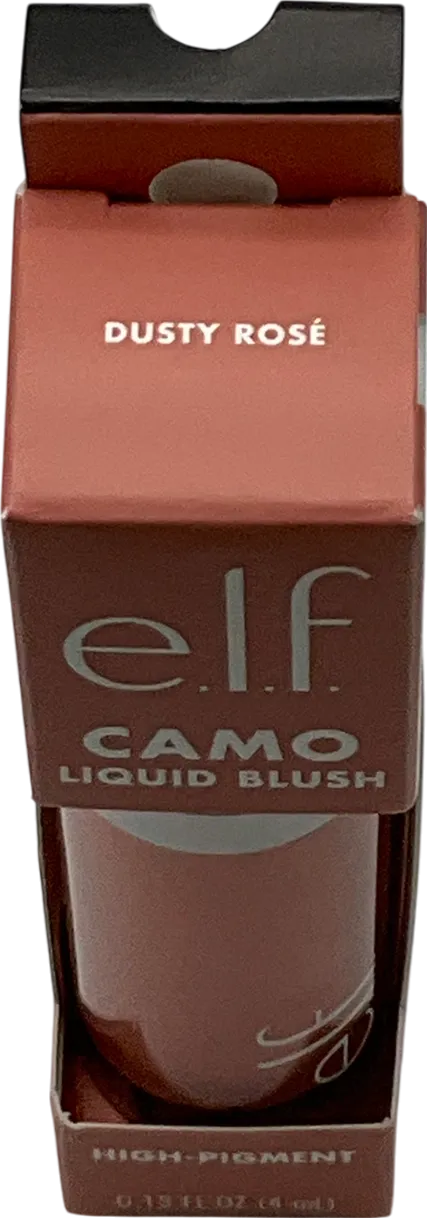 DUSTY ROSÉ
e.l.f.
CAMO
LIQUID BLUSH
e.l.f.
HIGH-PIGMENT
0.13 FL OZ (4 mL)